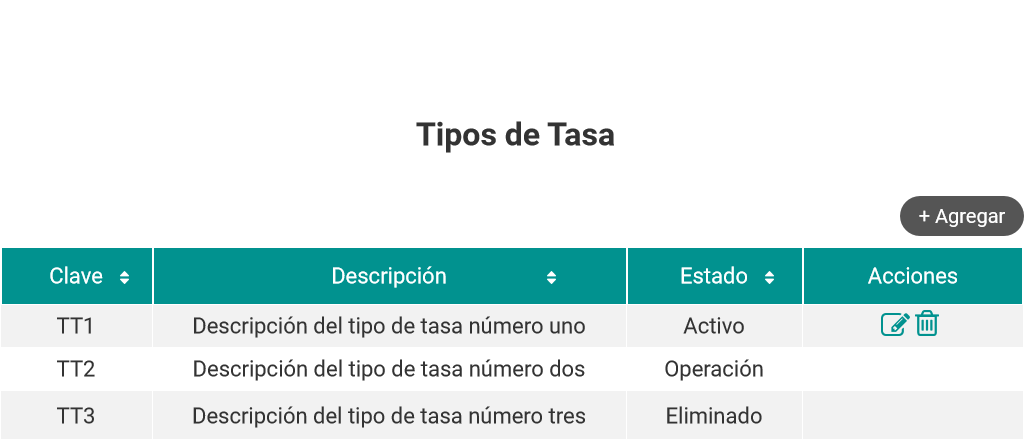 Tipos de Tasa
+ Agregar
Clave Descripción Estado Acciones
TT1 Descripción del tipo de tasa número uno Activo
TT2 Descripción del tipo de tasa número dos Operación
TT3 Descripción del tipo de tasa número tres Eliminado